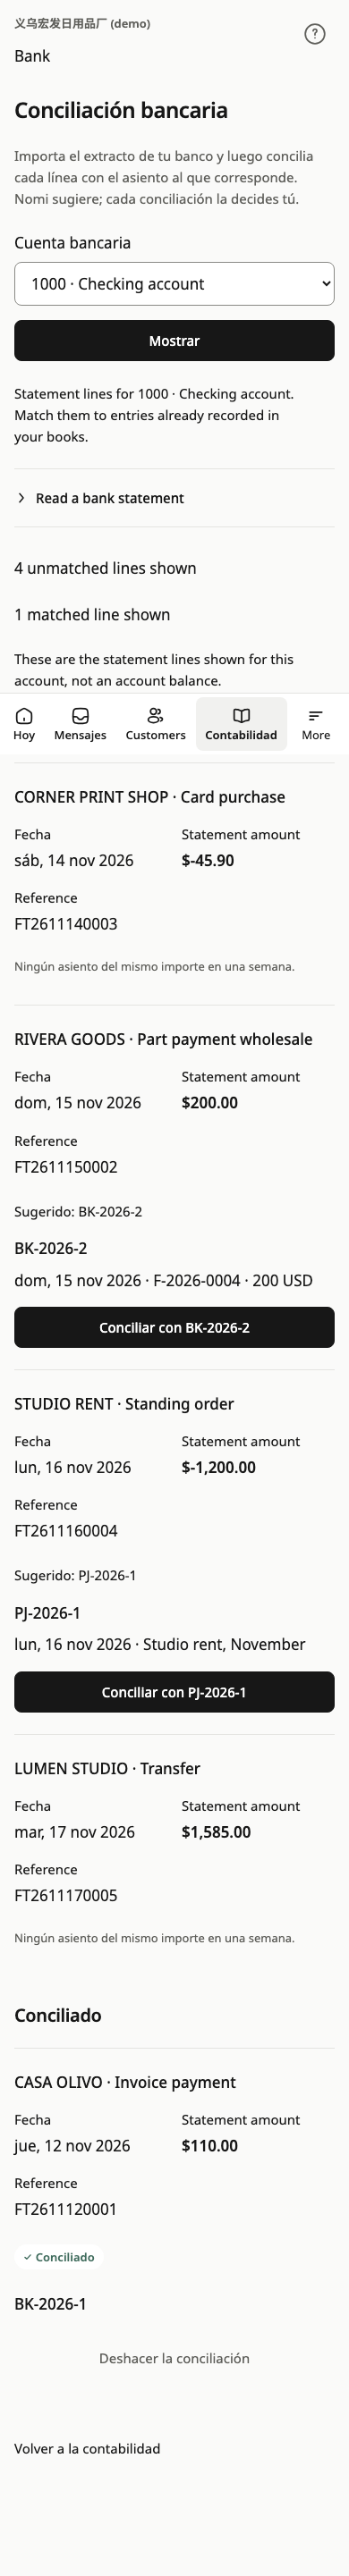 义乌宏发日用品厂 (demo)
Bank
Conciliación bancaria
Importa el extracto de tu banco y luego concilia
cada línea con el asiento al que corresponde.
Nomi sugiere; cada conciliación la decides tú.
Cuenta bancaria
1000 · Checking account
Mostrar
Statement lines for 1000 · Checking account.
Match them to entries already recorded in
your books.
Read a bank statement
4 unmatched lines shown
1 matched line shown
These are the statement lines shown for this
account, not an account balance.
Hoy Mensajes Customers Contabilidad More
CORNER PRINT SHOP · Card purchase
Fecha Statement amount
sáb, 14 nov 2026 $-45.90
Reference
FT2611140003
Ningún asiento del mismo importe en una semana.
RIVERA GOODS · Part payment wholesale
Fecha Statement amount
dom, 15 nov 2026 $200.00
Reference
FT2611150002
Sugerido: BK-2026-2
BK-2026-2
dom, 15 nov 2026 · F-2026-0004 · 200 USD
Conciliar con BK-2026-2
STUDIO RENT · Standing order
Fecha Statement amount
lun, 16 nov 2026 $-1,200.00
Reference
FT2611160004
Sugerido: PJ-2026-1
PJ-2026-1
lun, 16 nov 2026 · Studio rent, November
Conciliar con PJ-2026-1
LUMEN STUDIO · Transfer
Fecha Statement amount
mar, 17 nov 2026 $1,585.00
Reference
FT2611170005
Ningún asiento del mismo importe en una semana.
Conciliado
CASA OLIVO · Invoice payment
Fecha Statement amount
jue, 12 nov 2026 $110.00
Reference
FT2611120001
Conciliado
BK-2026-1
Deshacer la conciliación
Volver a la contabilidad